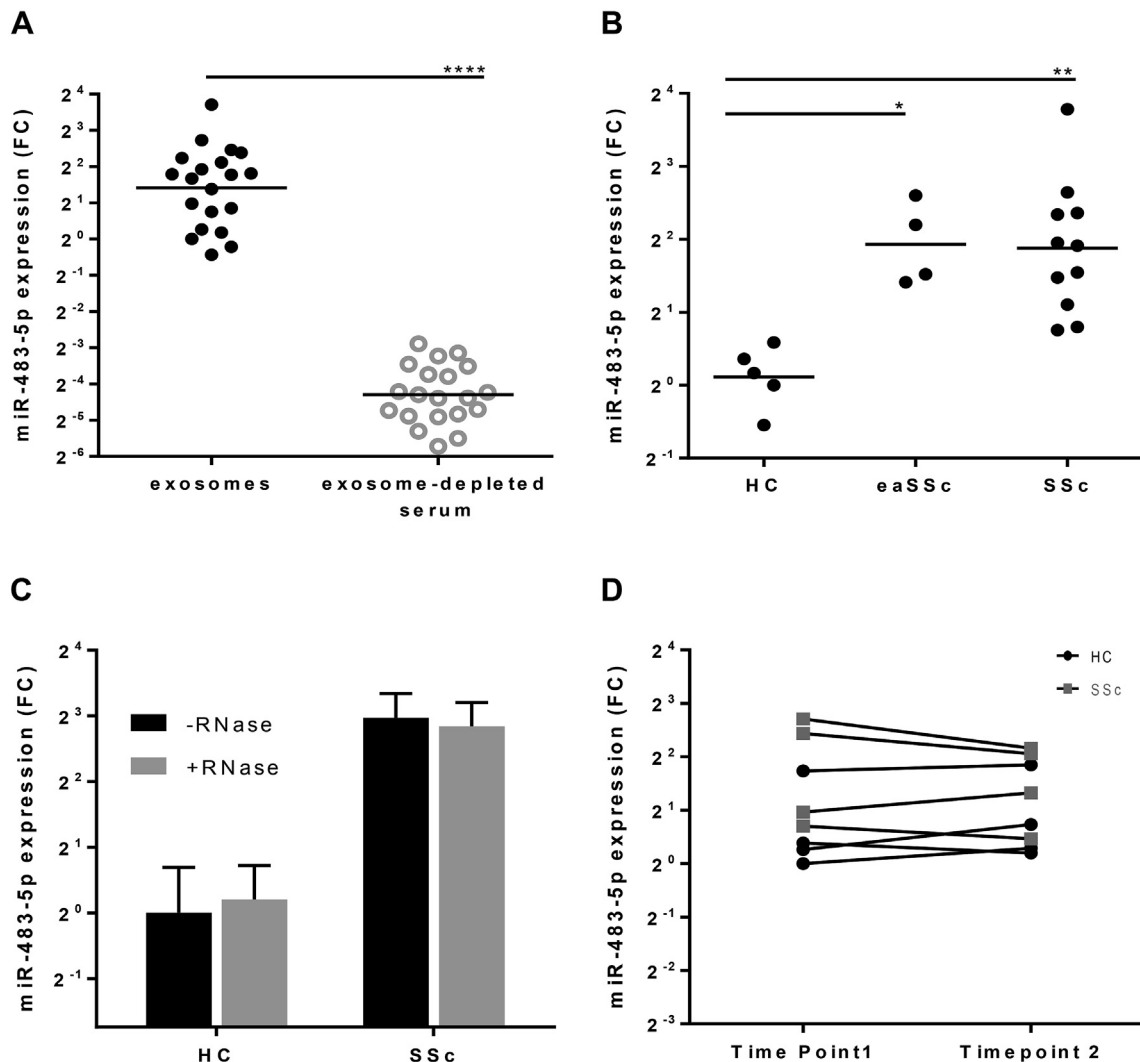 A
****
miR-483-5p expression (FC)
2^4
2^3
2^2
2^1
2^0
2^-1
2^-2
2^-3
2^-4
2^-5
2^-6
exosomes
exosome-depleted
serum
B
**
*
miR-483-5p expression (FC)
2^4
2^3
2^2
2^1
2^0
2^-1
HC
eaSSc
SSc
C
miR-483-5p expression (FC)
2^4
2^3
2^2
2^1
2^0
2^-1
-RNase
+RNase
HC
SSc
D
miR-483-5p expression (FC)
2^4
2^3
2^2
2^1
2^0
2^-1
2^-2
2^-3
HC
SSc
Time Point1
Timepoint 2